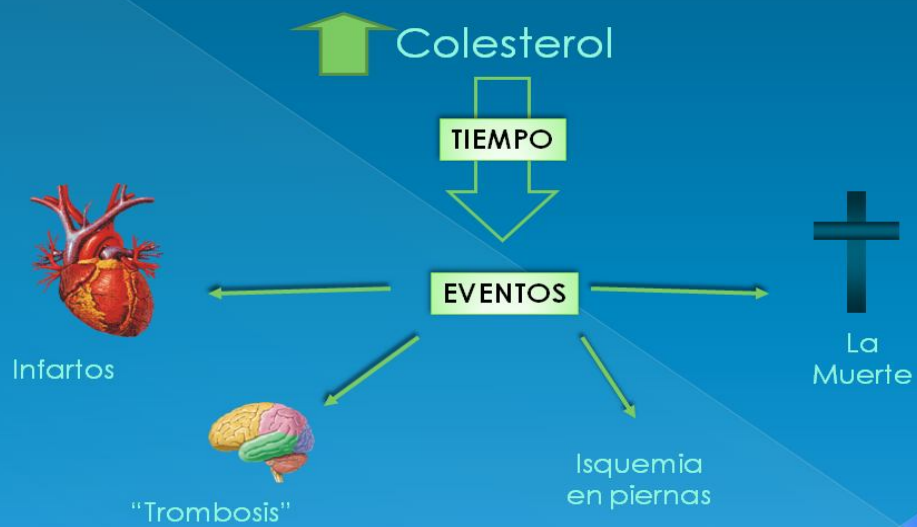 Colesterol
TIEMPO
EVENTOS
Infartos
"Trombosis"
Isquemia
en piernas
La
Muerte